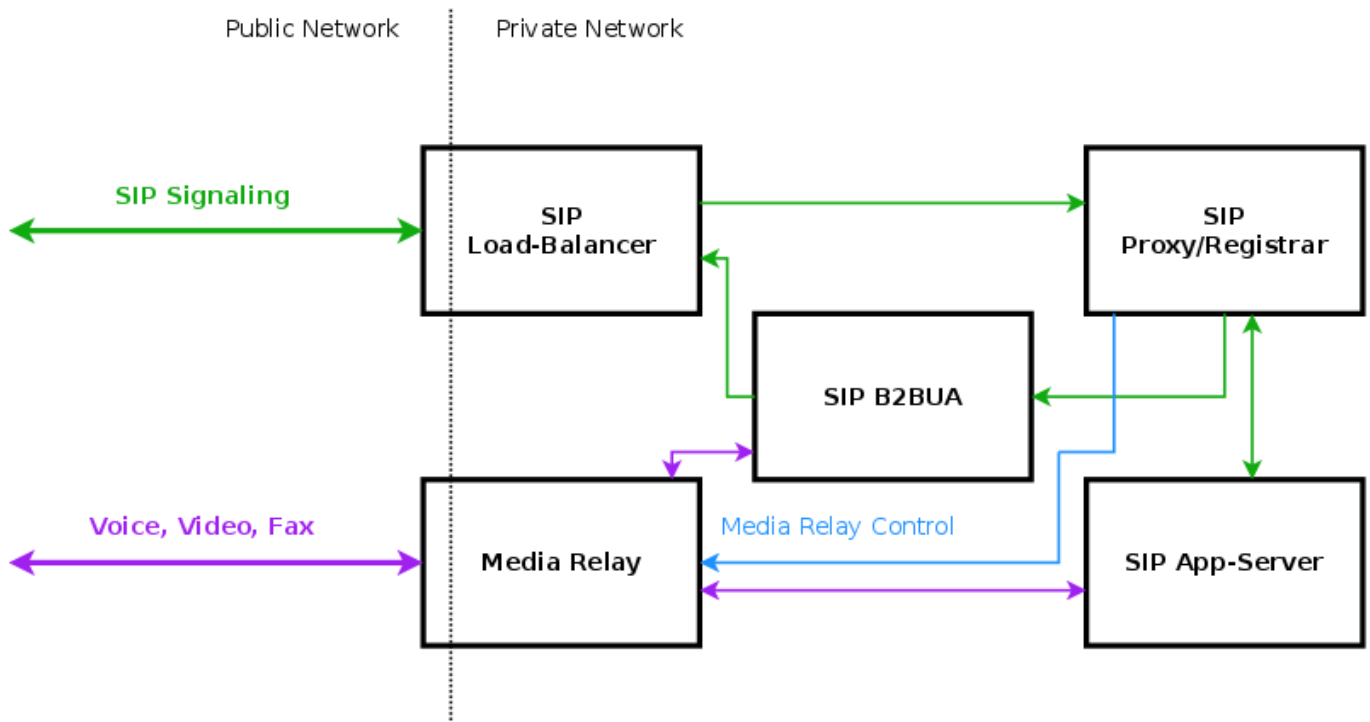 Public Network
Private Network
SIP Signaling
SIP
Load-Balancer
SIP
Proxy/Registrar
SIP B2BUA
Voice, Video, Fax
Media Relay
Media Relay Control
SIP App-Server